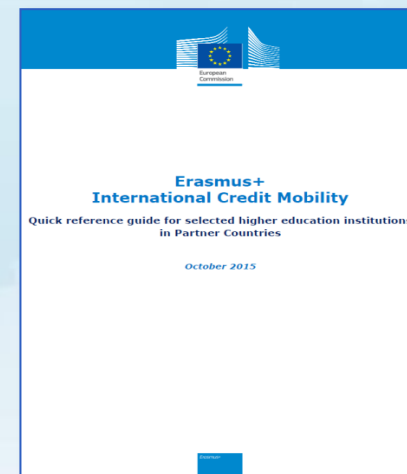 European
Commission
Erasmus+
International Credit Mobility
Quick reference guide for selected higher education institutions
in Partner Countries
October 2015
Erasmus+